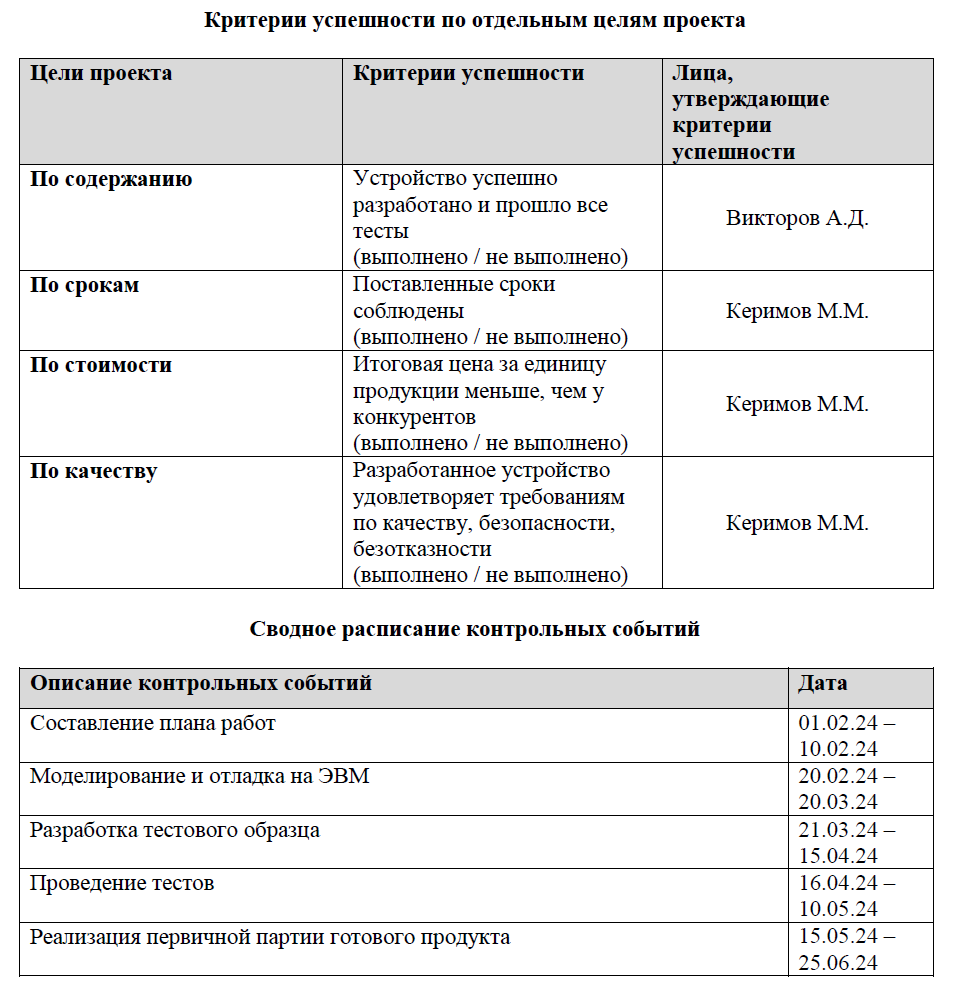 Критерии успешности по отдельным целям проекта
Цели проекта
Критерии успешности
Лица,
утверждающие
критерии
успешности
По содержанию
Устройство успешно
разработано и прошло все
тесты
(выполнено / не выполнено)
Викторов А.Д.
По срокам
Поставленные сроки
соблюдены
(выполнено / не выполнено)
Керимов М.М.
По стоимости
Итоговая цена за единицу
продукции меньше, чем у
конкурентов
(выполнено / не выполнено)
Керимов М.М.
По качеству
Разработанное устройство
удовлетворяет требованиям
по качеству, безопасности,
безотказности
(выполнено / не выполнено)
Керимов М.М.
Сводное расписание контрольных событий
Описание контрольных событий
Дата
Составление плана работ
01.02.24 –
10.02.24
Моделирование и отладка на ЭВМ
20.02.24 –
20.03.24
Разработка тестового образца
21.03.24 –
15.04.24
Проведение тестов
16.04.24 –
10.05.24
Реализация первичной партии готового продукта
15.05.24 –
25.06.24